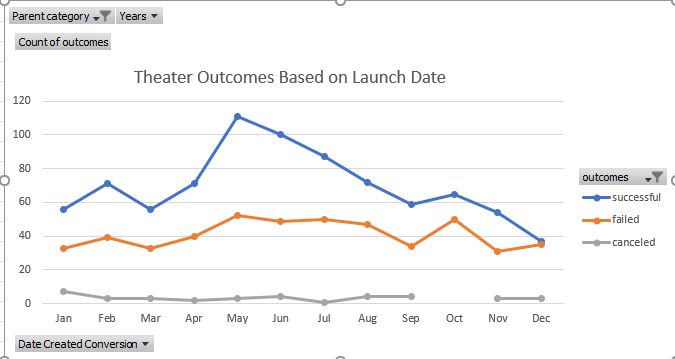 Parent category Years
Count of outcomes
Theater Outcomes Based on Launch Date
120
100
80
60
40
20
0
Jan Feb Mar Apr May Jun Jul Aug Sep Oct Nov Dec
outcomes
successful
failed
canceled
Date Created Conversion